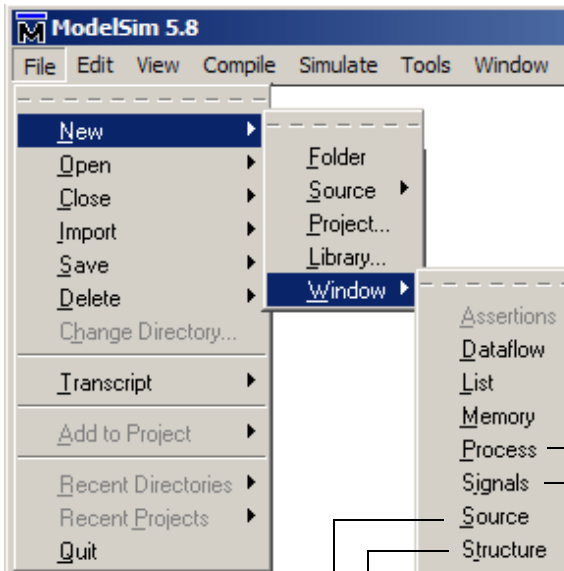 ModelSim 5.8
File Edit View Compile Simulate Tools Window
New
Open
Close
Import
Save
Delete
Change Directory...
Transcript
Add to Project
Recent Directories
Recent Projects
Quit
Folder
Source
Project...
Library...
Window
Assertions
Dataflow
List
Memory
Process
Signals
Source
Structure